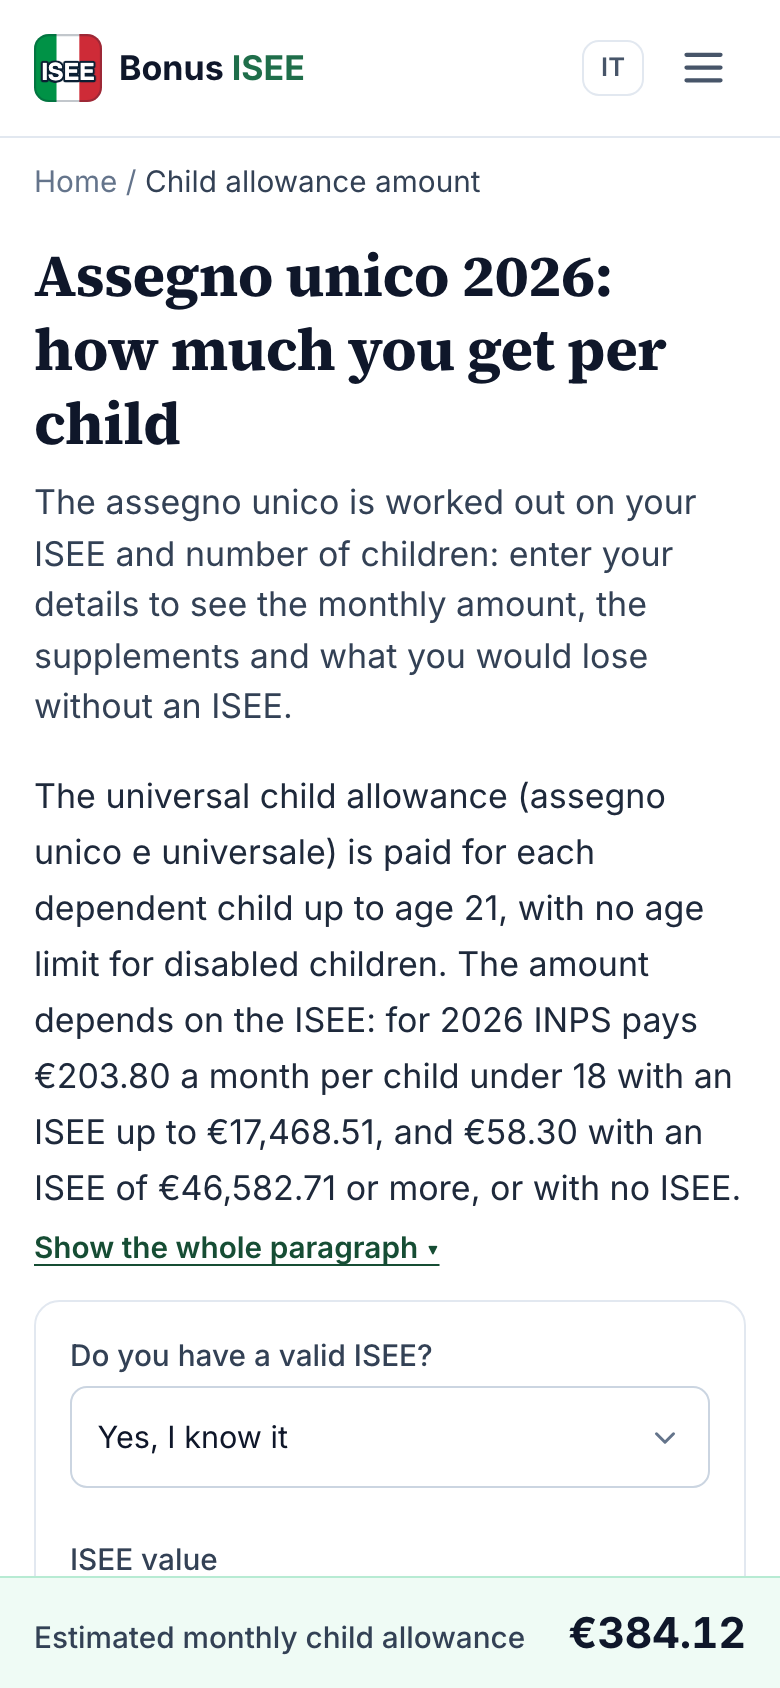 ISEE
Bonus ISEE
IT
Home / Child allowance amount
Assegno unico 2026:
how much you get per
child
The assegno unico is worked out on your
ISEE and number of children: enter your
details to see the monthly amount, the
supplements and what you would lose
without an ISEE.
The universal child allowance (assegno
unico e universale) is paid for each
dependent child up to age 21, with no age
limit for disabled children. The amount
depends on the ISEE: for 2026 INPS pays
€203.80 a month per child under 18 with an
ISEE up to €17,468.51, and €58.30 with an
ISEE of €46,582.71 or more, or with no ISEE.
Show the whole paragraph ▾
Do you have a valid ISEE?
Yes, I know it
ISEE value
Estimated monthly child allowance €384.12